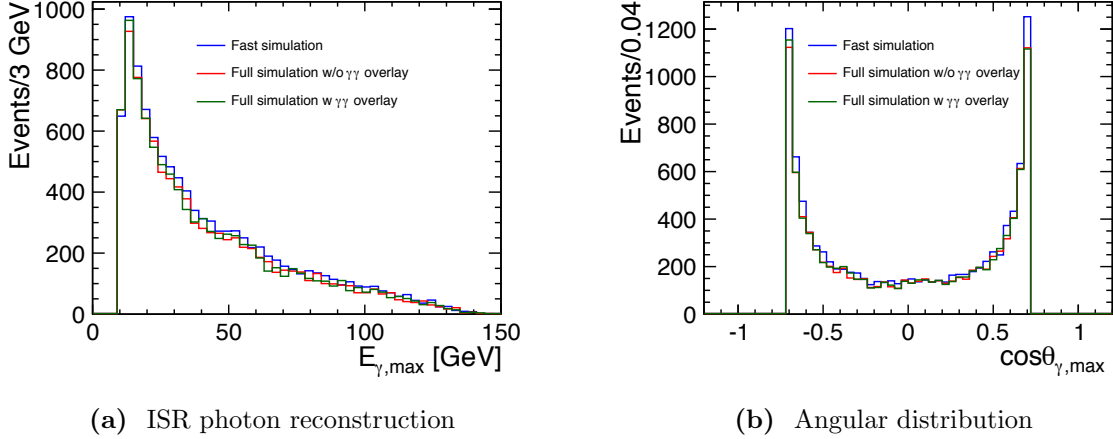 Events/3 GeV
1000
800
600
400
200
0
Fast simulation
Full simulation w/o γγ overlay
Full simulation w γγ overlay
0 50 100 150
E_γ,max [GeV]
(a) ISR photon reconstruction
Events/0.04
1200
1000
800
600
400
200
0
Fast simulation
Full simulation w/o γγ overlay
Full simulation w γγ overlay
-1 -0.5 0 0.5 1
cosθ_γ,max
(b) Angular distribution